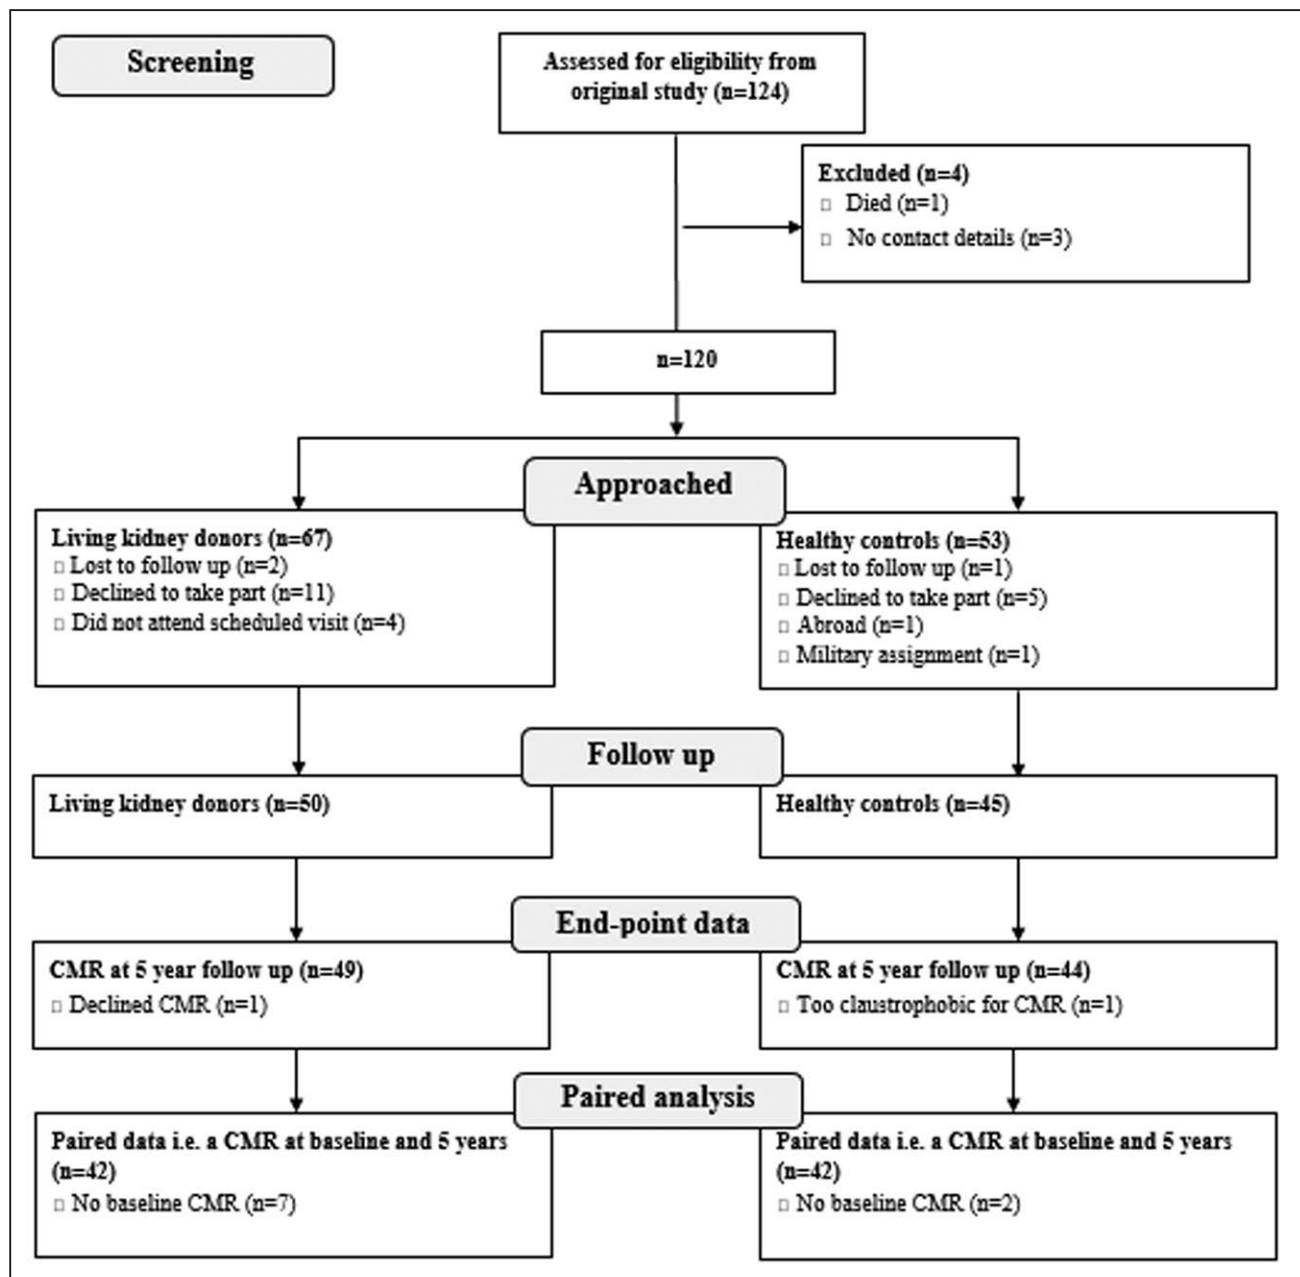 Screening
Assessed for eligibility from
original study (n=124)
Excluded (n=4)
▯ Died (n=1)
▯ No contact details (n=3)
n=120
Approached
Living kidney donors (n=67)
▯ Lost to follow up (n=2)
▯ Declined to take part (n=11)
▯ Did not attend scheduled visit (n=4)
Healthy controls (n=53)
▯ Lost to follow up (n=1)
▯ Declined to take part (n=5)
▯ Abroad (n=1)
▯ Military assignment (n=1)
Follow up
Living kidney donors (n=50)
Healthy controls (n=45)
End-point data
CMR at 5 year follow up (n=49)
▯ Declined CMR (n=1)
CMR at 5 year follow up (n=44)
▯ Too claustrophobic for CMR (n=1)
Paired analysis
Paired data i.e. a CMR at baseline and 5 years
(n=42)
▯ No baseline CMR (n=7)
Paired data i.e. a CMR at baseline and 5 years
(n=42)
▯ No baseline CMR (n=2)